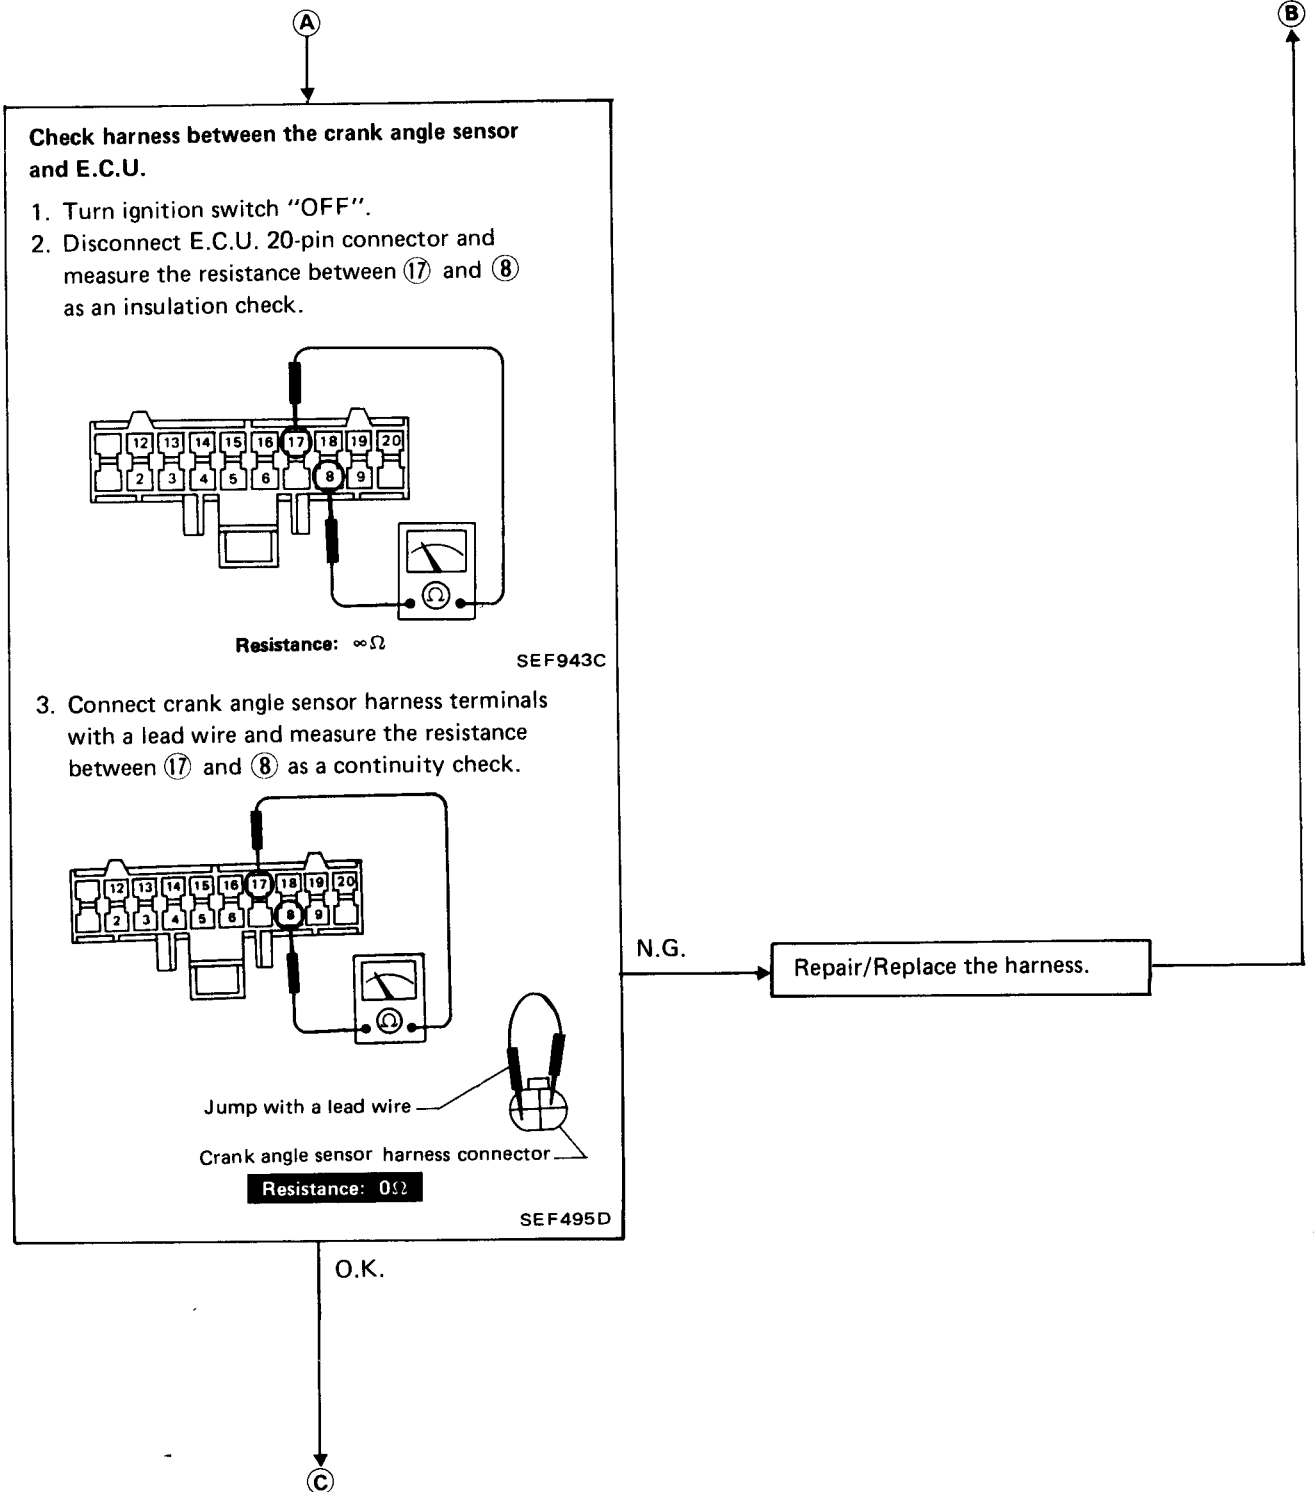 A
B
Check harness between the crank angle sensor
and E.C.U.
1. Turn ignition switch "OFF".
2. Disconnect E.C.U. 20-pin connector and
measure the resistance between ⑰ and ⑧
as an insulation check.
12 13 14 15 16 17 18 19 20
2 3 4 5 6 8 9
Ω
Resistance: ∞Ω
SEF943C
3. Connect crank angle sensor harness terminals
with a lead wire and measure the resistance
between ⑰ and ⑧ as a continuity check.
12 13 14 15 16 17 18 19 20
2 3 4 5 6 8 9
Ω
Jump with a lead wire
Crank angle sensor harness connector
Resistance: 0Ω
SEF495D
N.G.
Repair/Replace the harness.
O.K.
C